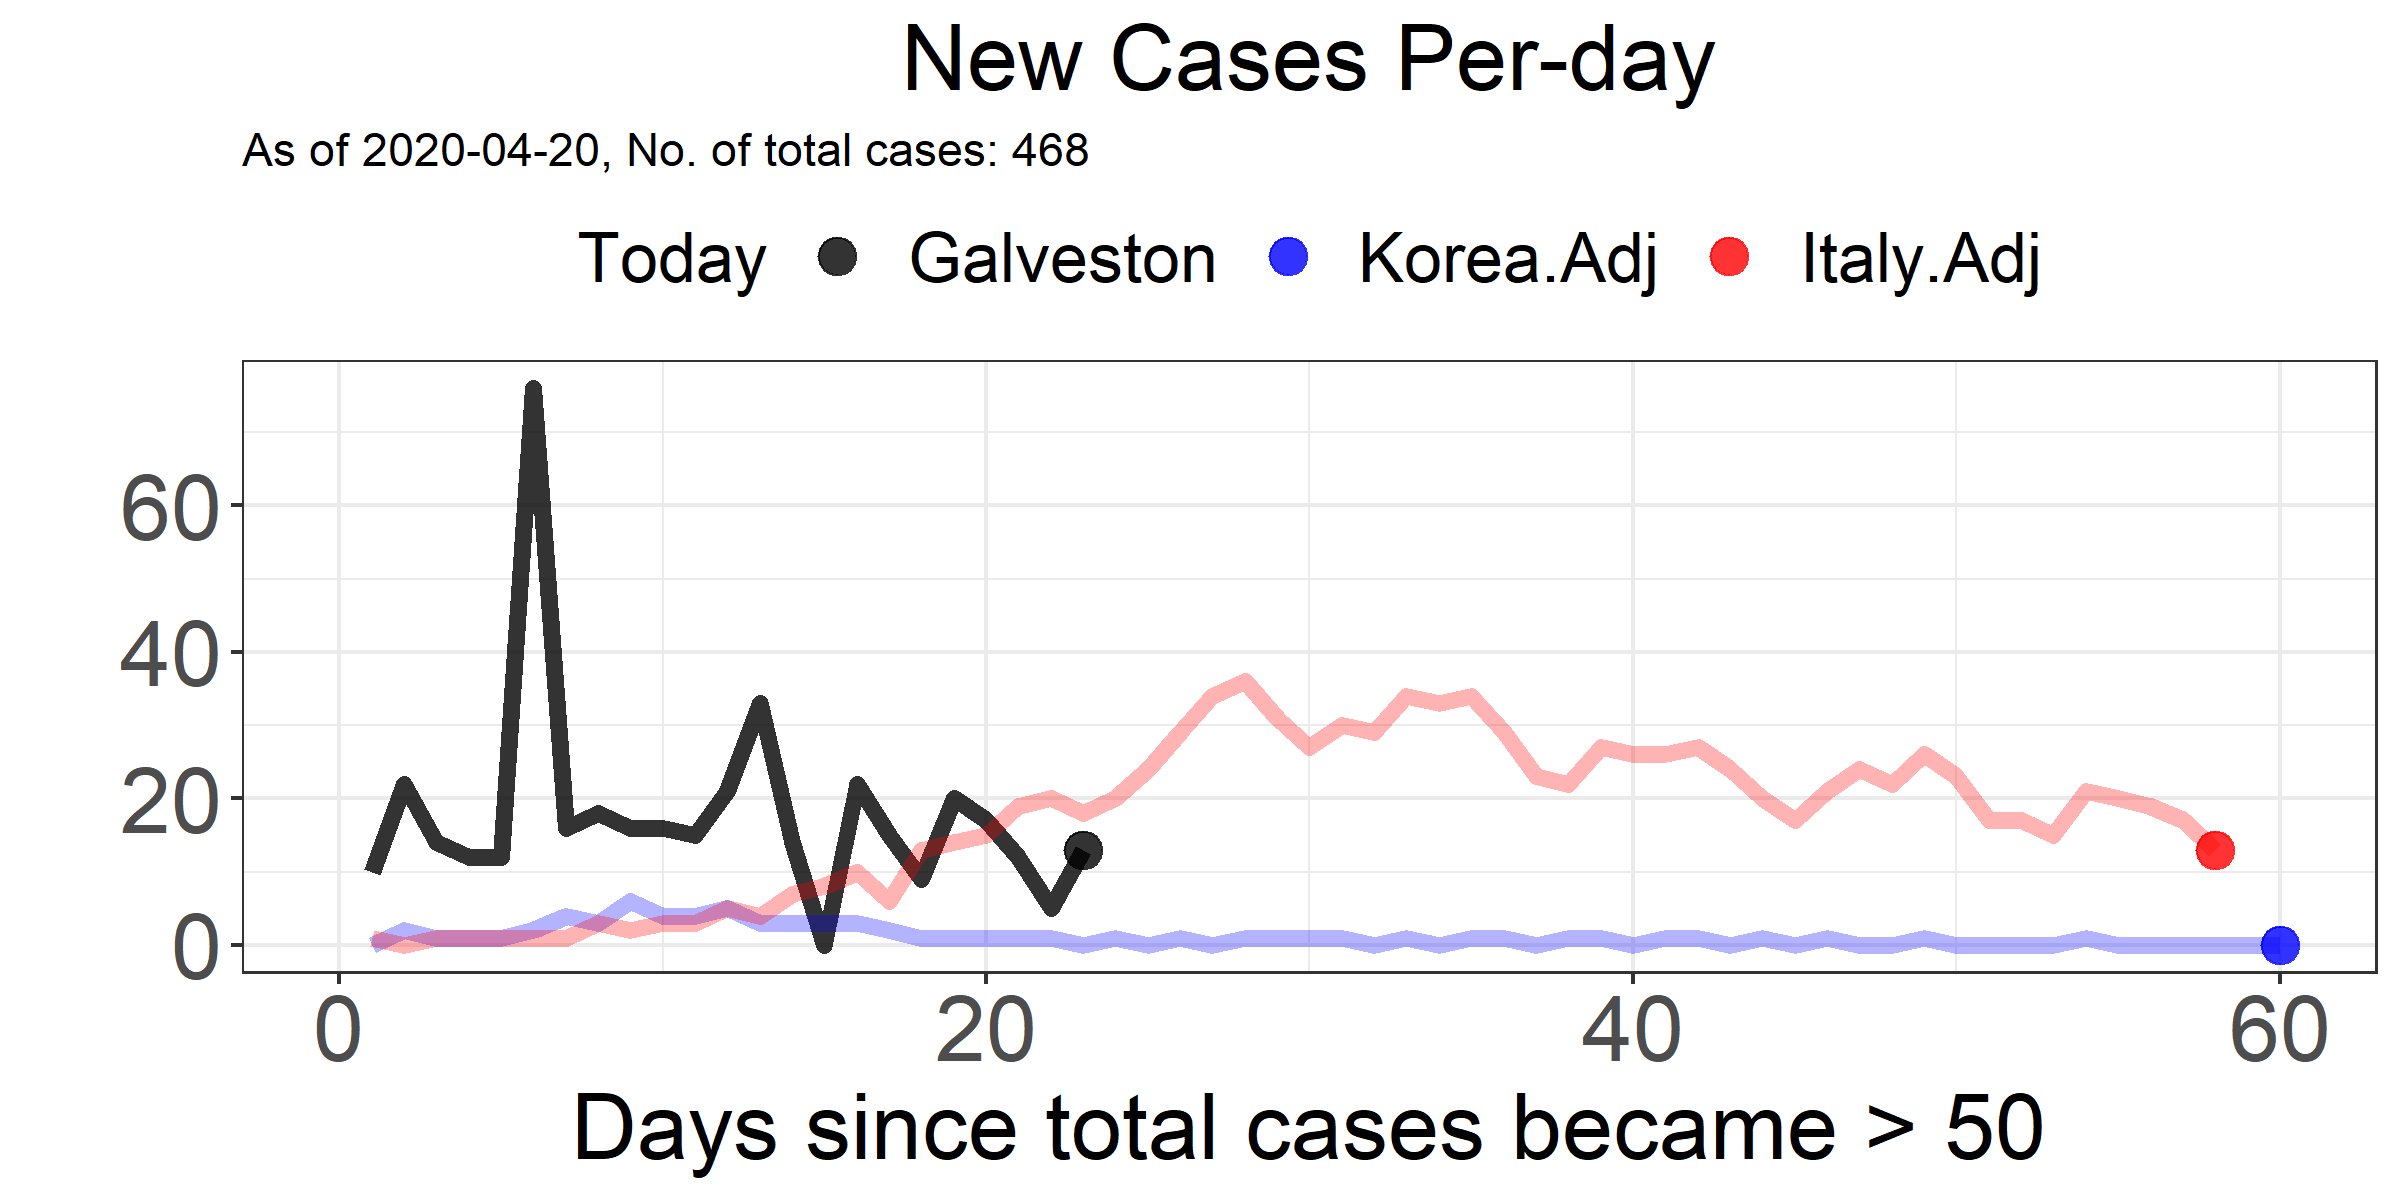 New Cases Per-day
As of 2020-04-20, No. of total cases: 468
Today Galveston Korea.Adj Italy.Adj
60
40
20
0
0 20 40 60
Days since total cases became > 50